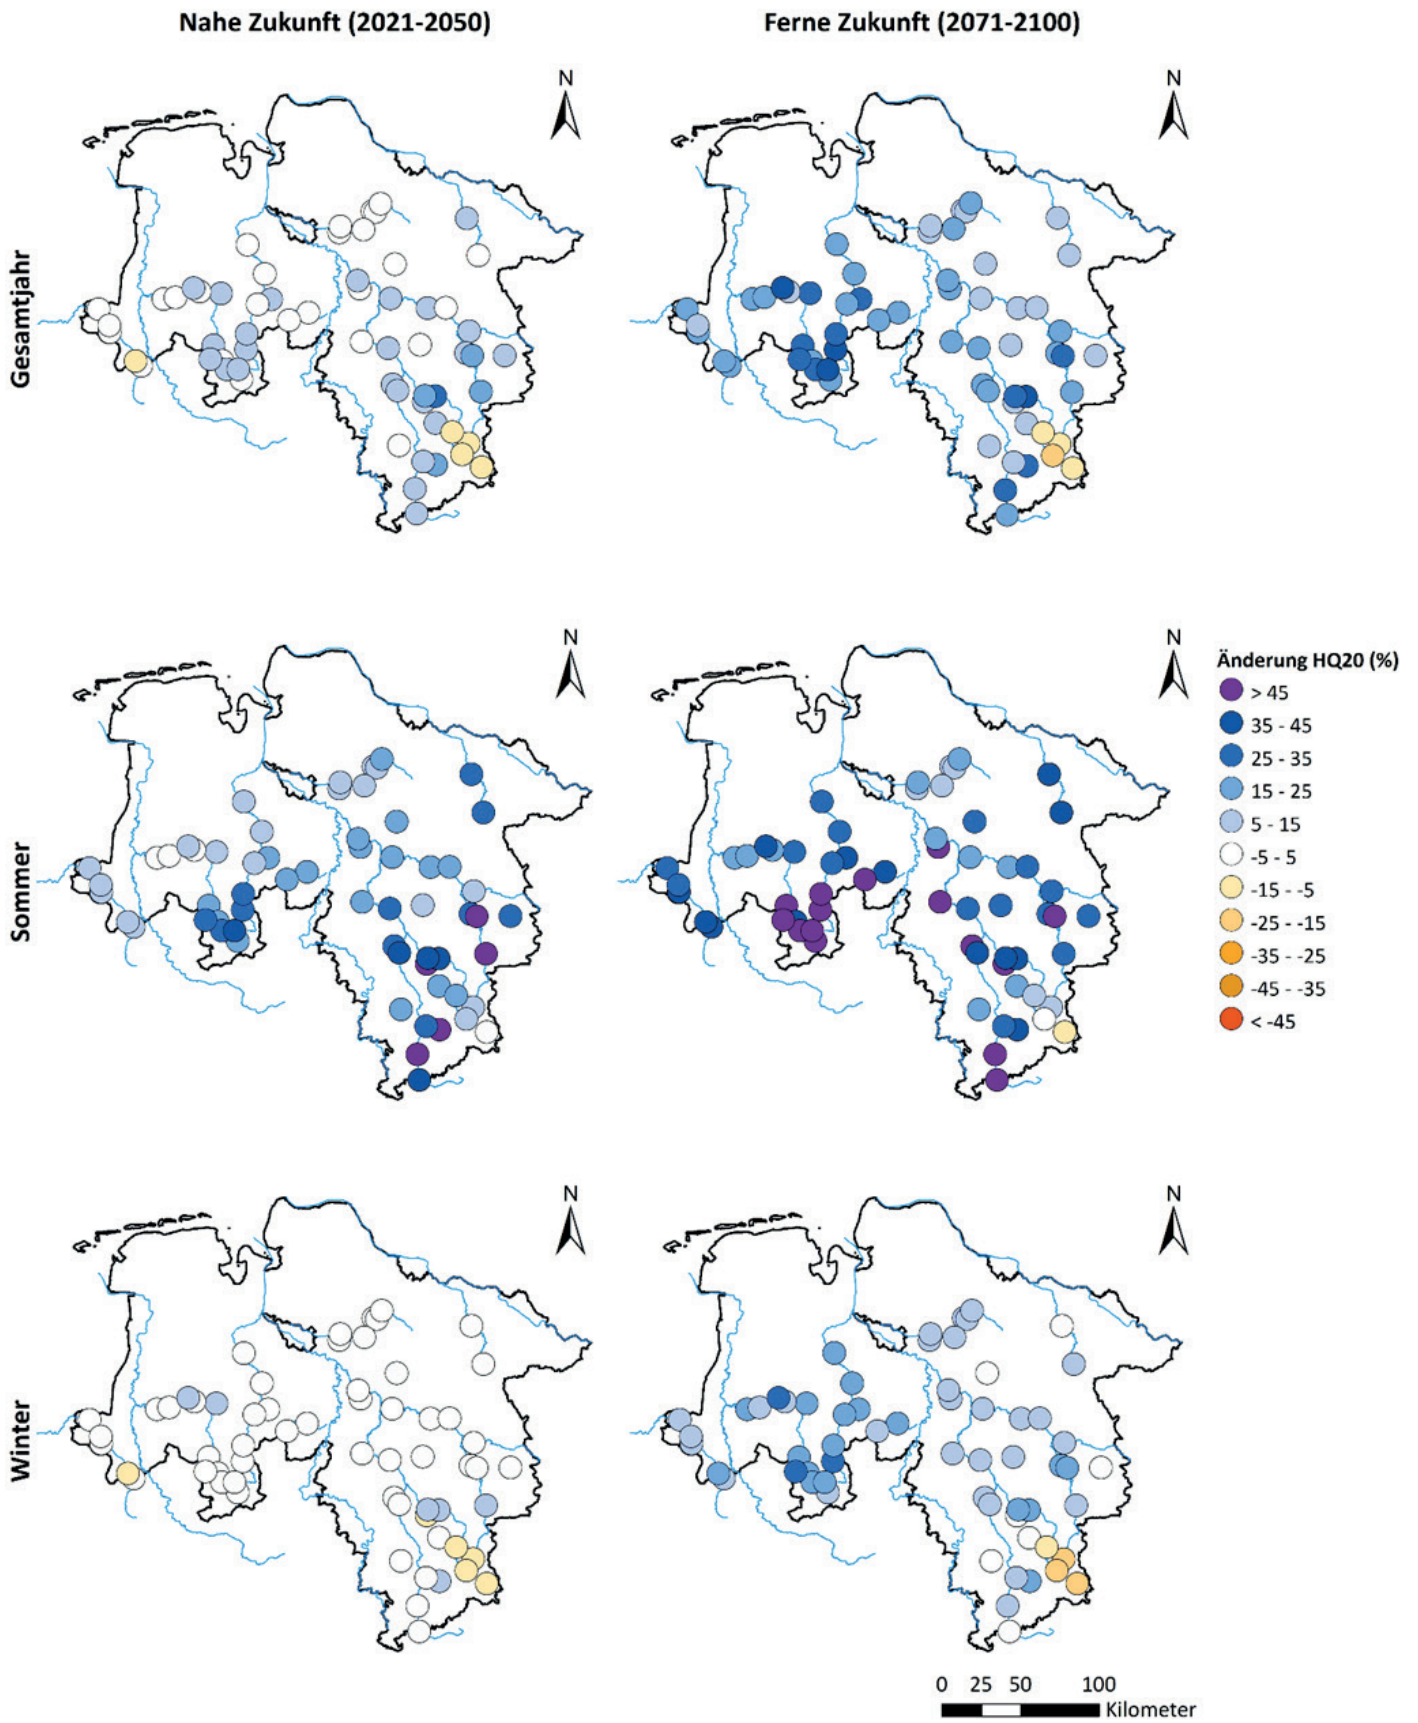 Nahe Zukunft (2021-2050)
Ferne Zukunft (2071-2100)
N
N
Gesamtjahr
N
N
Sommer
Änderung HQ20 (%)
> 45
35 - 45
25 - 35
15 - 25
5 - 15
-5 - 5
-15 - -5
-25 - -15
-35 - -25
-45 - -35
< -45
N
N
Winter
0 25 50 100
Kilometer